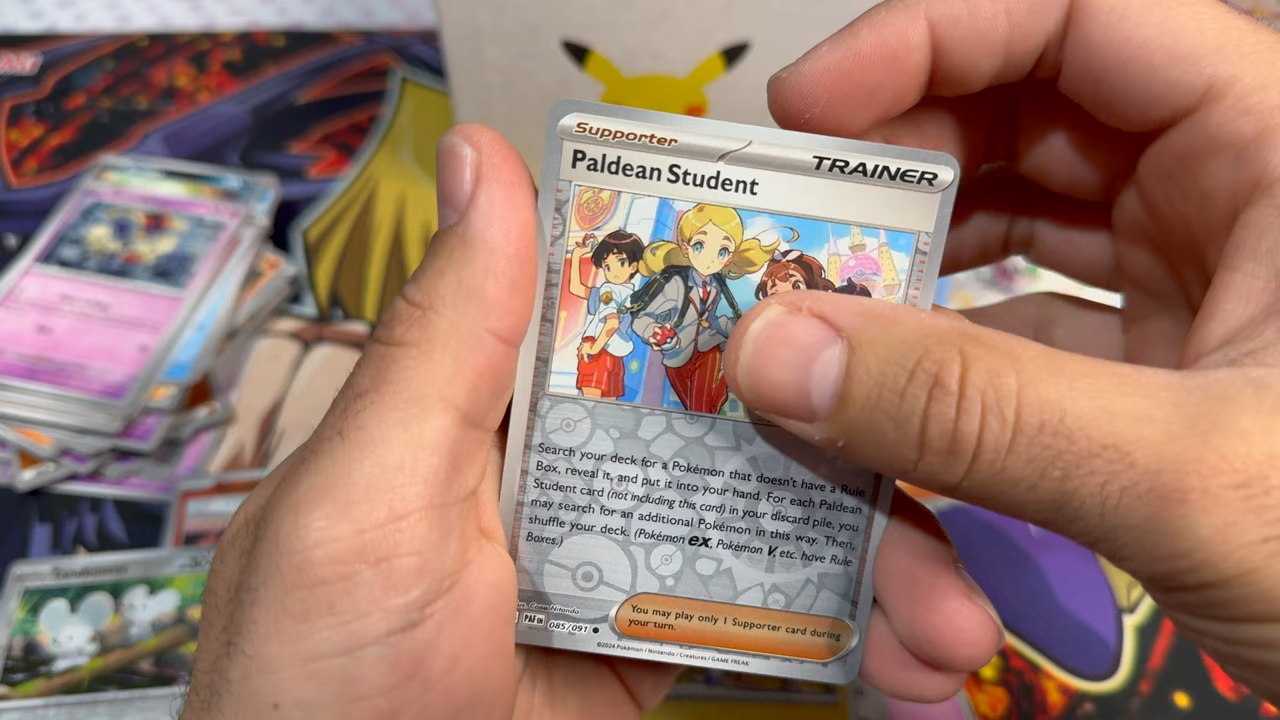 Supporter
TRAINER
Paldean Student
Search your deck for a Pokémon that doesn't have a Rule
Box, reveal it, and put it into your hand. For each Paldean
Student card (not including this card) in your discard pile, you
may search for an additional Pokémon in this way. Then,
shuffle your deck. (Pokémon ex, Pokémon V, etc. have Rule
Boxes.)
You may play only 1 Supporter card during
your turn.
PAF EN 085/091
©2024 Pokémon / Nintendo / Creatures / GAME FREAK